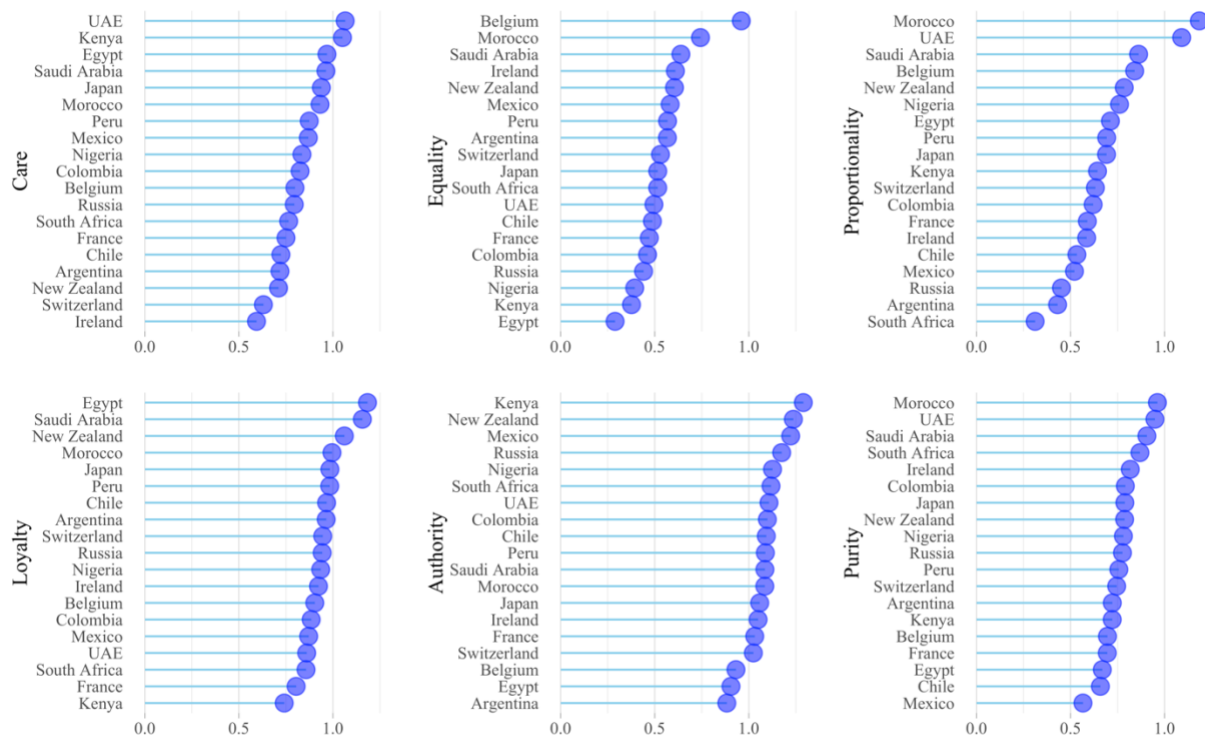 Care
UAE
Kenya
Egypt
Saudi Arabia
Japan
Morocco
Peru
Mexico
Nigeria
Colombia
Belgium
Russia
South Africa
France
Chile
Argentina
New Zealand
Switzerland
Ireland
0.0 0.5 1.0
Equality
Belgium
Morocco
Saudi Arabia
Ireland
New Zealand
Mexico
Peru
Argentina
Switzerland
Japan
South Africa
UAE
Chile
France
Colombia
Russia
Nigeria
Kenya
Egypt
0.0 0.5 1.0
Proportionality
Morocco
UAE
Saudi Arabia
Belgium
New Zealand
Nigeria
Egypt
Peru
Japan
Kenya
Switzerland
Colombia
France
Ireland
Chile
Mexico
Russia
Argentina
South Africa
0.0 0.5 1.0
Loyalty
Egypt
Saudi Arabia
New Zealand
Morocco
Japan
Peru
Chile
Argentina
Switzerland
Russia
Nigeria
Ireland
Belgium
Colombia
Mexico
UAE
South Africa
France
Kenya
0.0 0.5 1.0
Authority
Kenya
New Zealand
Mexico
Russia
Nigeria
South Africa
UAE
Colombia
Chile
Peru
Saudi Arabia
Morocco
Japan
Ireland
France
Switzerland
Belgium
Egypt
Argentina
0.0 0.5 1.0
Purity
Morocco
UAE
Saudi Arabia
South Africa
Ireland
Colombia
Japan
New Zealand
Nigeria
Russia
Peru
Switzerland
Argentina
Kenya
Belgium
France
Egypt
Chile
Mexico
0.0 0.5 1.0